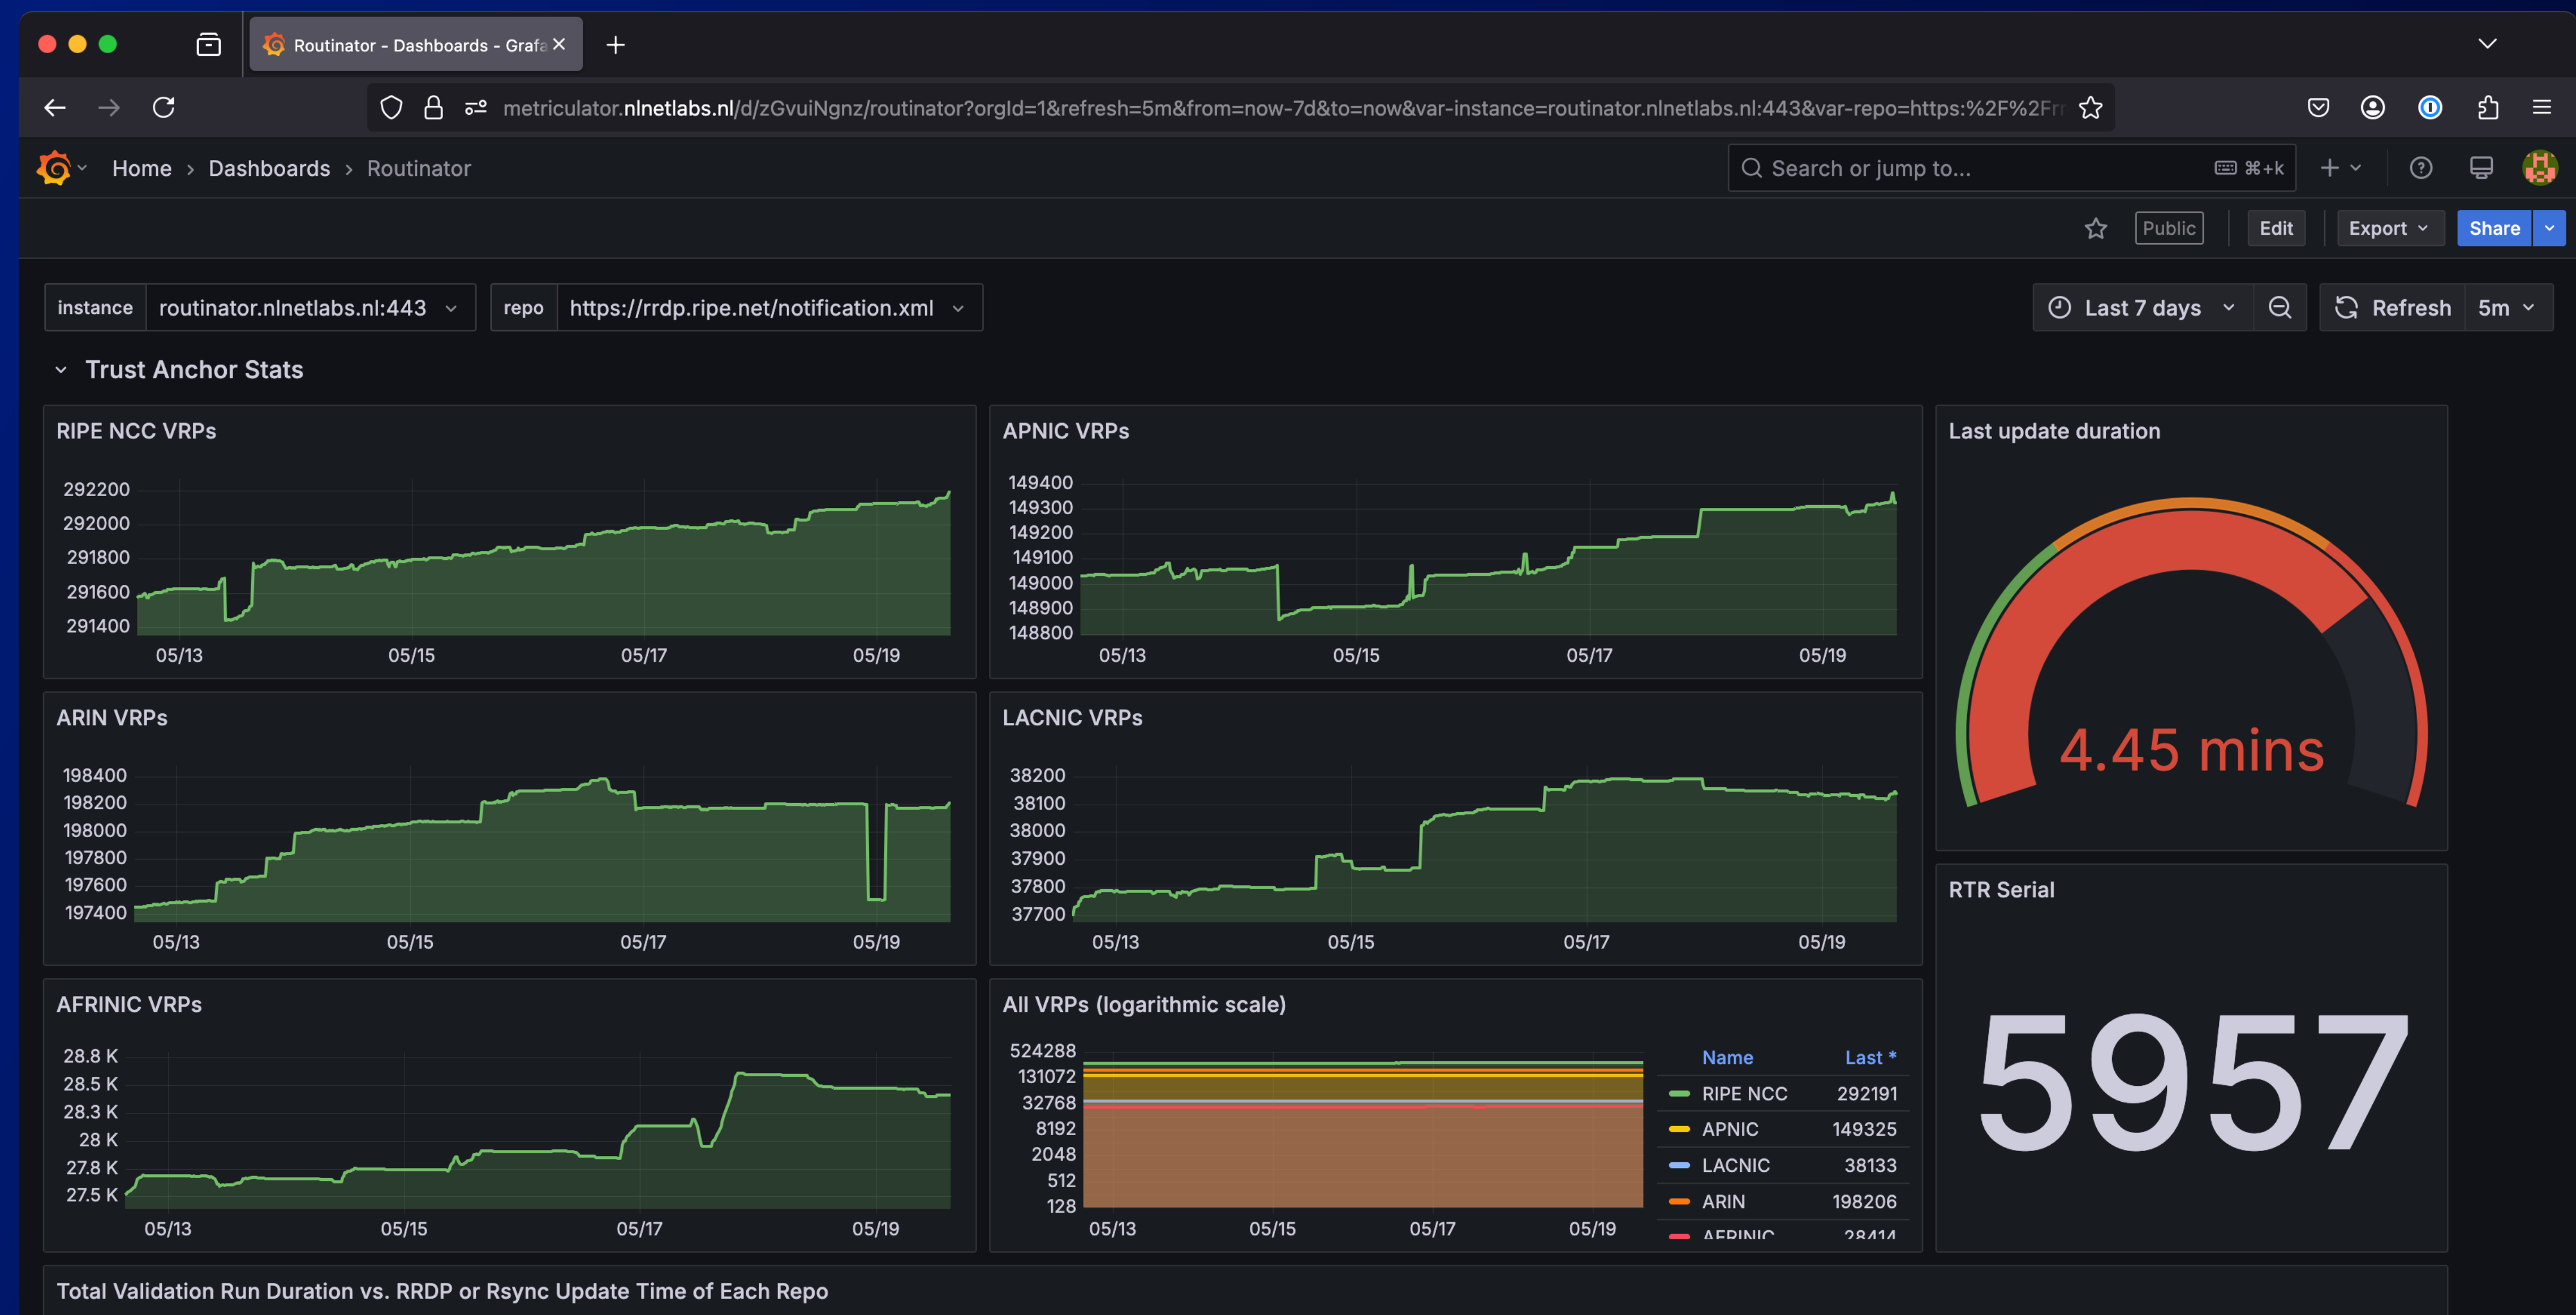 Routinator - Dashboards - Grafa
metriculator.nlnetlabs.nl/d/zGvuiNgnz/routinator?orgId=1&refresh=5m&from=now-7d&to=now&var-instance=routinator.nlnetlabs.nl:443&var-repo=https:%2F%2Frr
Home › Dashboards › Routinator
Search or jump to... ⌘+k
Public Edit Export Share
instance routinator.nlnetlabs.nl:443 repo https://rrdp.ripe.net/notification.xml Last 7 days Refresh 5m
Trust Anchor Stats
RIPE NCC VRPs
292200
292000
291800
291600
291400
05/13 05/15 05/17 05/19
APNIC VRPs
149400
149300
149200
149100
149000
148900
148800
05/13 05/15 05/17 05/19
Last update duration
4.45 mins
ARIN VRPs
198400
198200
198000
197800
197600
197400
05/13 05/15 05/17 05/19
LACNIC VRPs
38200
38100
38000
37900
37800
37700
05/13 05/15 05/17 05/19
RTR Serial
5957
AFRINIC VRPs
28.8 K
28.5 K
28.3 K
28 K
27.8 K
27.5 K
05/13 05/15 05/17 05/19
All VRPs (logarithmic scale)
524288
131072
32768
8192
2048
512
128
05/13 05/15 05/17 05/19
Name Last *
RIPE NCC 292191
APNIC 149325
LACNIC 38133
ARIN 198206
AFRINIC 28414
Total Validation Run Duration vs. RRDP or Rsync Update Time of Each Repo